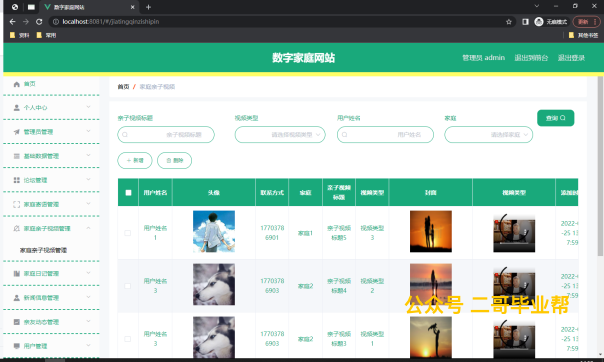 数字家庭网站
localhost:8081/#/jiatingqinzishipin
无痕模式
更新
资料
常用
其他书签
数字家庭网站
管理员 admin
退出到前台
退出登录
首页
个人中心
管理员管理
基础数据管理
论坛管理
家庭邀请管理
家庭亲子视频管理
家庭亲子视频管理
家庭日记管理
新闻信息管理
亲友动态管理
用户管理
首页 / 家庭亲子视频
亲子视频标题
视频类型
用户姓名
家庭
亲子视频标题
请选择视频类型
用户姓名
请选择家庭
查询
+ 新增
删除
用户姓名 头像 联系方式 家庭 亲子视频标题 视频类型 封面 视频类型 添加时
用户姓名1 17703786901 家庭1 亲子视频标题5 视频类型3 2022-4-25 1 7:59
用户姓名3 17703786903 家庭2 亲子视频标题4 视频类型2 2022-4-25 1 7:59
用户姓名3 17703786903 家庭2 亲子视频标题3 视频类型1 2022-4-25 1 7:59
公众号 二哥毕业帮